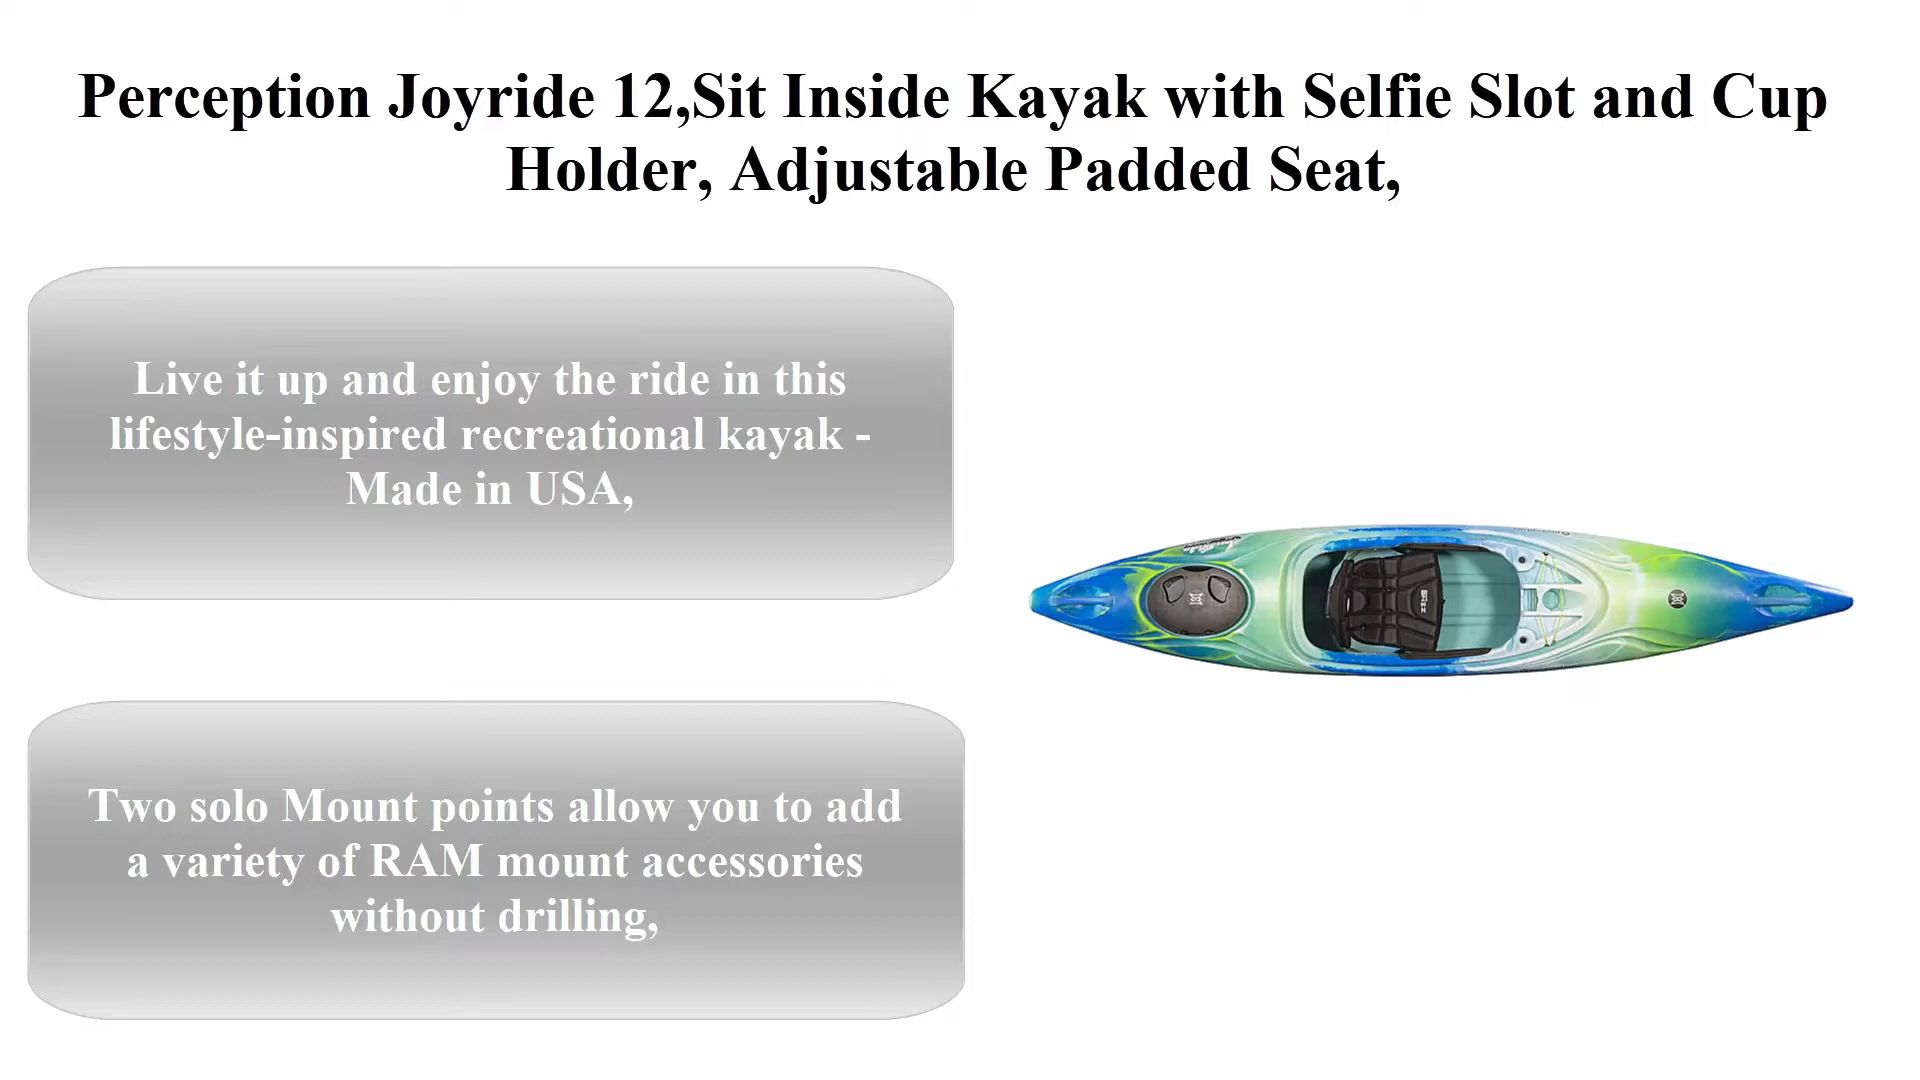 Perception Joyride 12,Sit Inside Kayak with Selfie Slot and Cup
Holder, Adjustable Padded Seat,
Live it up and enjoy the ride in this
lifestyle-inspired recreational kayak -
Made in USA,
Two solo Mount points allow you to add
a variety of RAM mount accessories
without drilling,